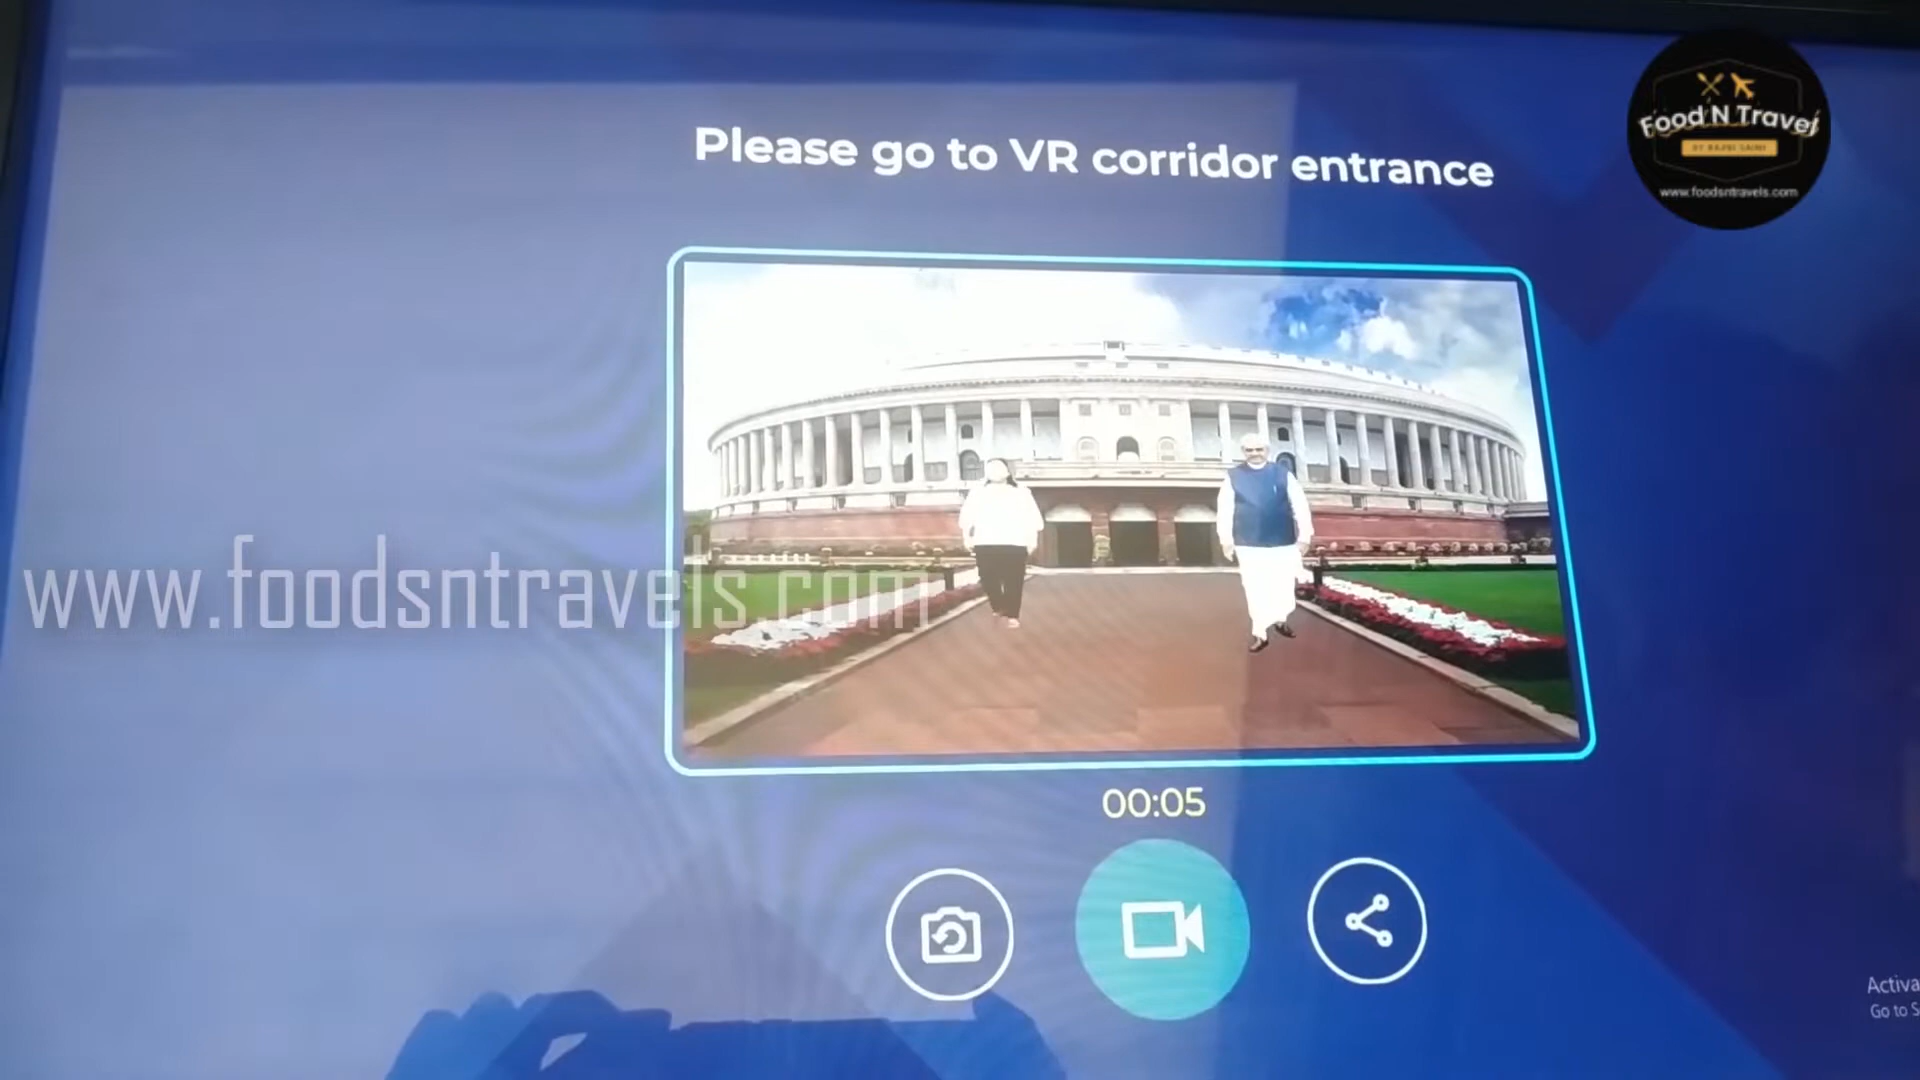 Please go to VR corridor entrance
Food N Travel
www.foodsntravels.com
www.foodsntravels.com
00:05
Activa
Go to S